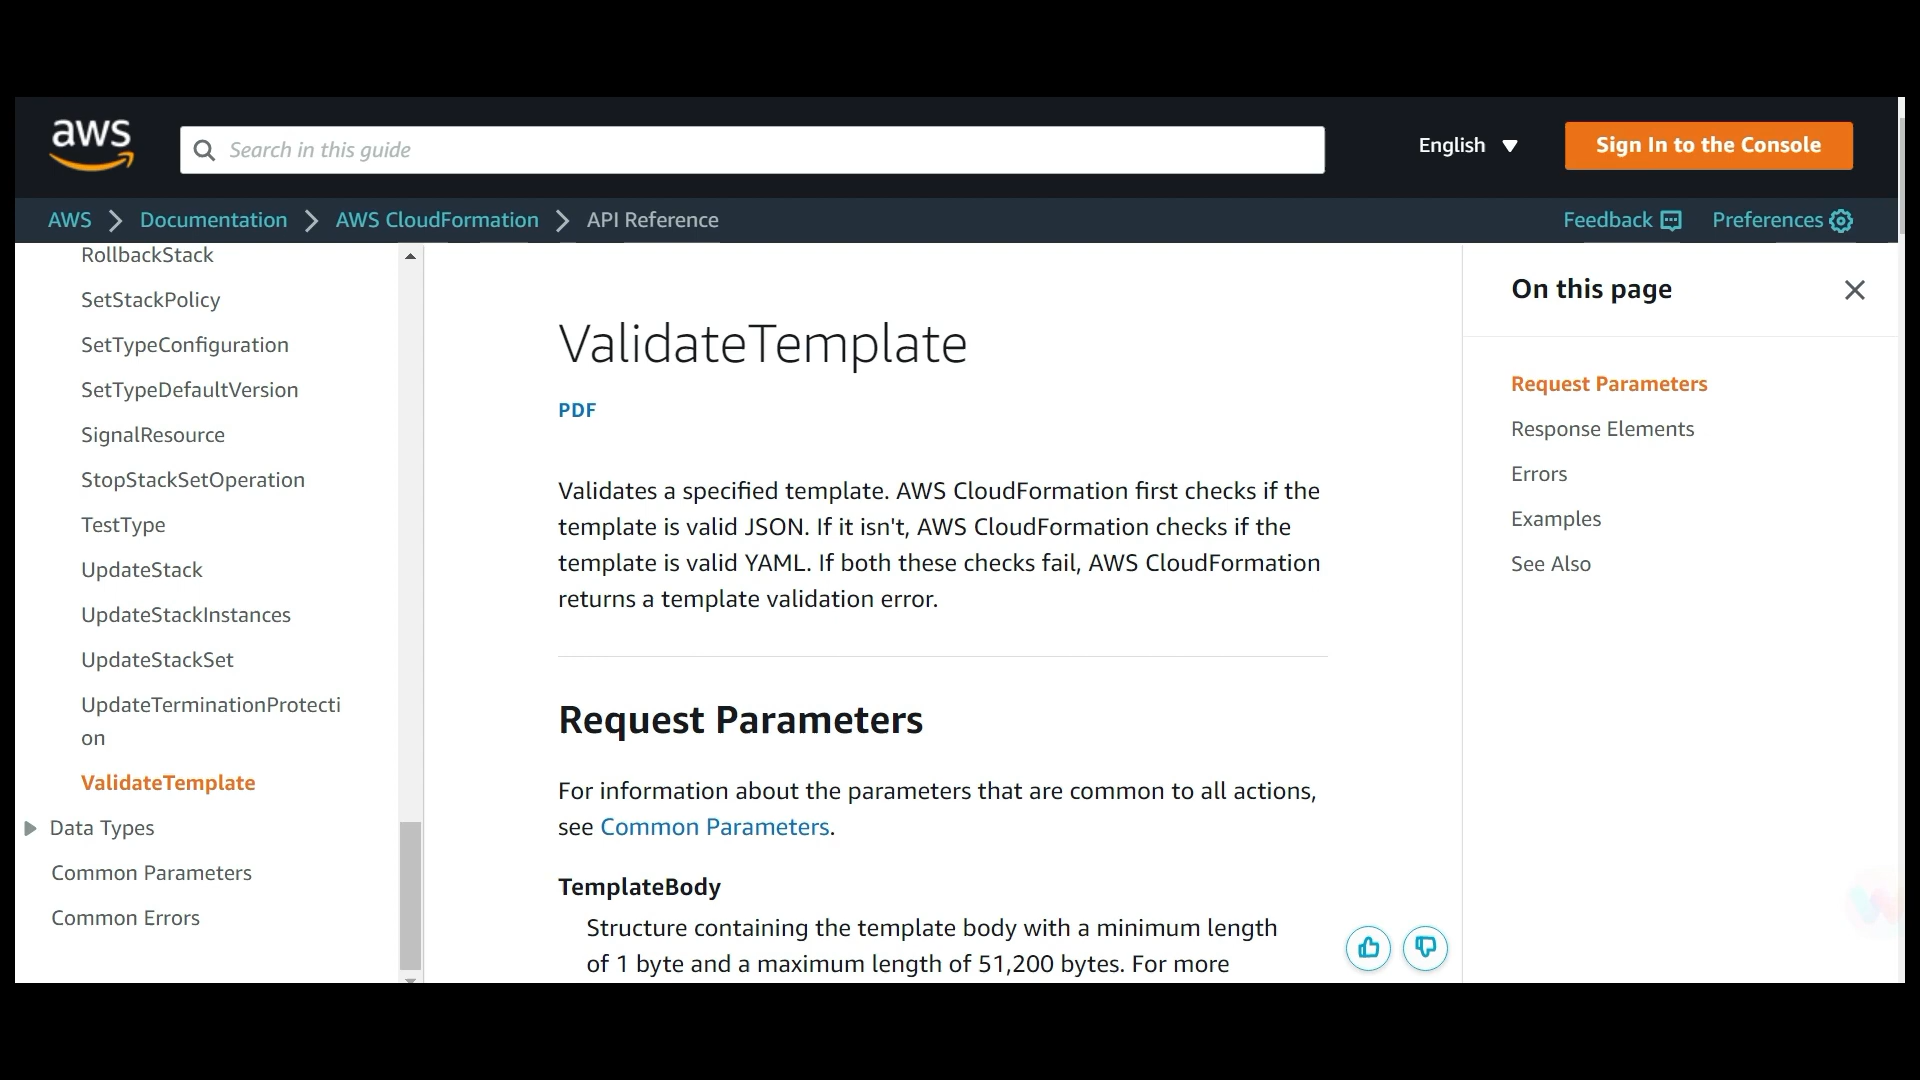 aws
Search in this guide
English
Sign In to the Console
AWS
Documentation
AWS CloudFormation
API Reference
Feedback
Preferences
RollbackStack
SetStackPolicy
SetTypeConfiguration
SetTypeDefaultVersion
SignalResource
StopStackSetOperation
TestType
UpdateStack
UpdateStackInstances
UpdateStackSet
UpdateTerminationProtecti
on
ValidateTemplate
Data Types
Common Parameters
Common Errors
ValidateTemplate
PDF
Validates a specified template. AWS CloudFormation first checks if the
template is valid JSON. If it isn't, AWS CloudFormation checks if the
template is valid YAML. If both these checks fail, AWS CloudFormation
returns a template validation error.
Request Parameters
For information about the parameters that are common to all actions,
see Common Parameters.
TemplateBody
Structure containing the template body with a minimum length
of 1 byte and a maximum length of 51,200 bytes. For more
On this page
Request Parameters
Response Elements
Errors
Examples
See Also